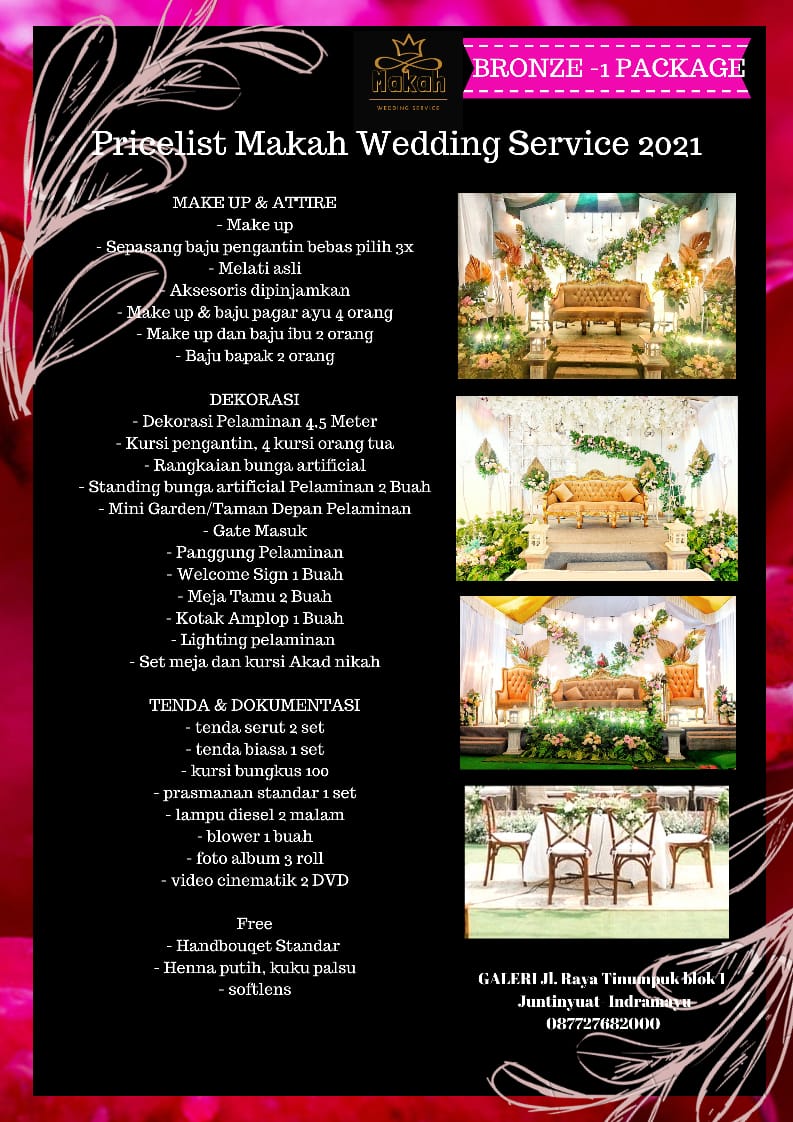 Makah
WEDDING SERVICE
BRONZE -1 PACKAGE
Pricelist Makah Wedding Service 2021
MAKE UP & ATTIRE
- Make up
- Sepasang baju pengantin bebas pilih 3x
- Melati asli
- Aksesoris dipinjamkan
- Make up & baju pagar ayu 4 orang
- Make up dan baju ibu 2 orang
- Baju bapak 2 orang
DEKORASI
- Dekorasi Pelaminan 4,5 Meter
- Kursi pengantin, 4 kursi orang tua
- Rangkaian bunga artificial
- Standing bunga artificial Pelaminan 2 Buah
- Mini Garden/Taman Depan Pelaminan
- Gate Masuk
- Panggung Pelaminan
- Welcome Sign 1 Buah
- Meja Tamu 2 Buah
- Kotak Amplop 1 Buah
- Lighting pelaminan
- Set meja dan kursi Akad nikah
TENDA & DOKUMENTASI
- tenda serut 2 set
- tenda biasa 1 set
- kursi bungkus 100
- prasmanan standar 1 set
- lampu diesel 2 malam
- blower 1 buah
- foto album 3 roll
- video cinematik 2 DVD
Free
- Handbouqet Standar
- Henna putih, kuku palsu
- softlens
GALERI Jl. Raya Tinumpuk blok 1
Juntinyuat Indramayu
087727682000